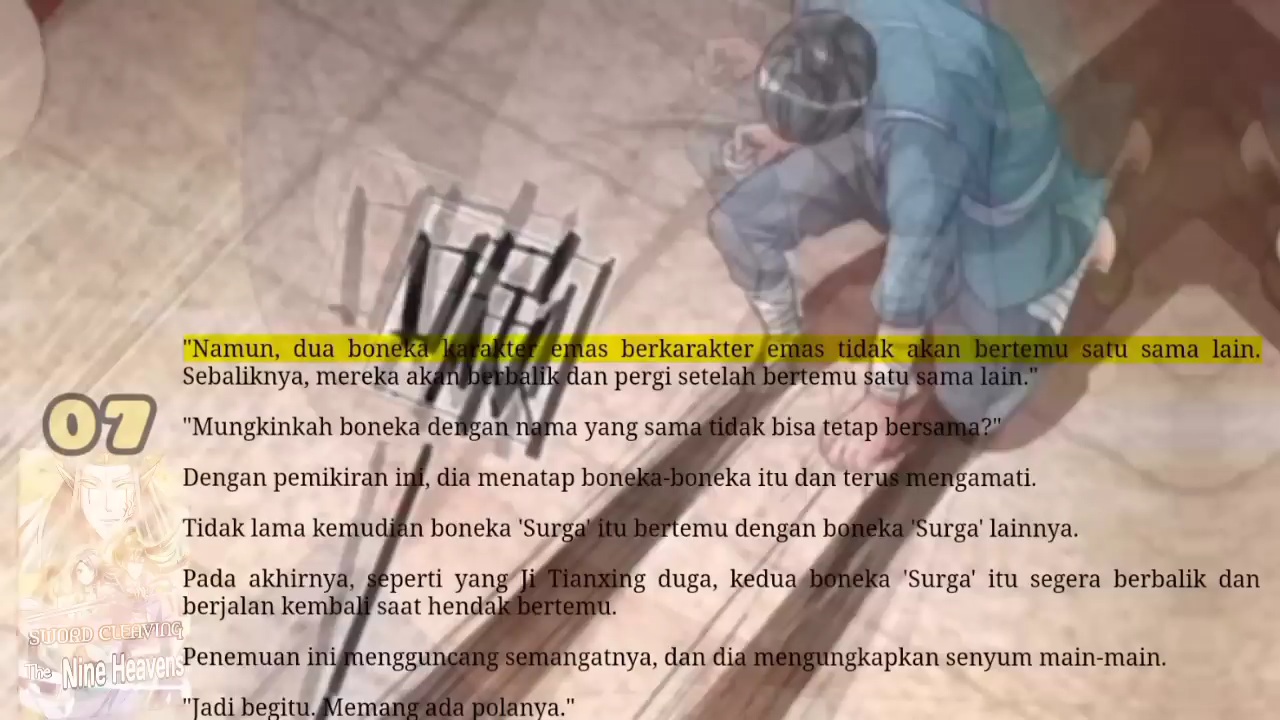 "Namun, dua boneka karakter emas berkarakter emas tidak akan bertemu satu sama lain.
Sebaliknya, mereka akan berbalik dan pergi setelah bertemu satu sama lain."
"Mungkinkah boneka dengan nama yang sama tidak bisa tetap bersama?"
Dengan pemikiran ini, dia menatap boneka-boneka itu dan terus mengamati.
Tidak lama kemudian boneka 'Surga' itu bertemu dengan boneka 'Surga' lainnya.
Pada akhirnya, seperti yang Ji Tianxing duga, kedua boneka 'Surga' itu segera berbalik dan
berjalan kembali saat hendak bertemu.
Penemuan ini mengguncang semangatnya, dan dia mengungkapkan senyum main-main.
"Jadi begitu. Memang ada polanya."
07
SWORD CLEAVING
The Nine Heavens